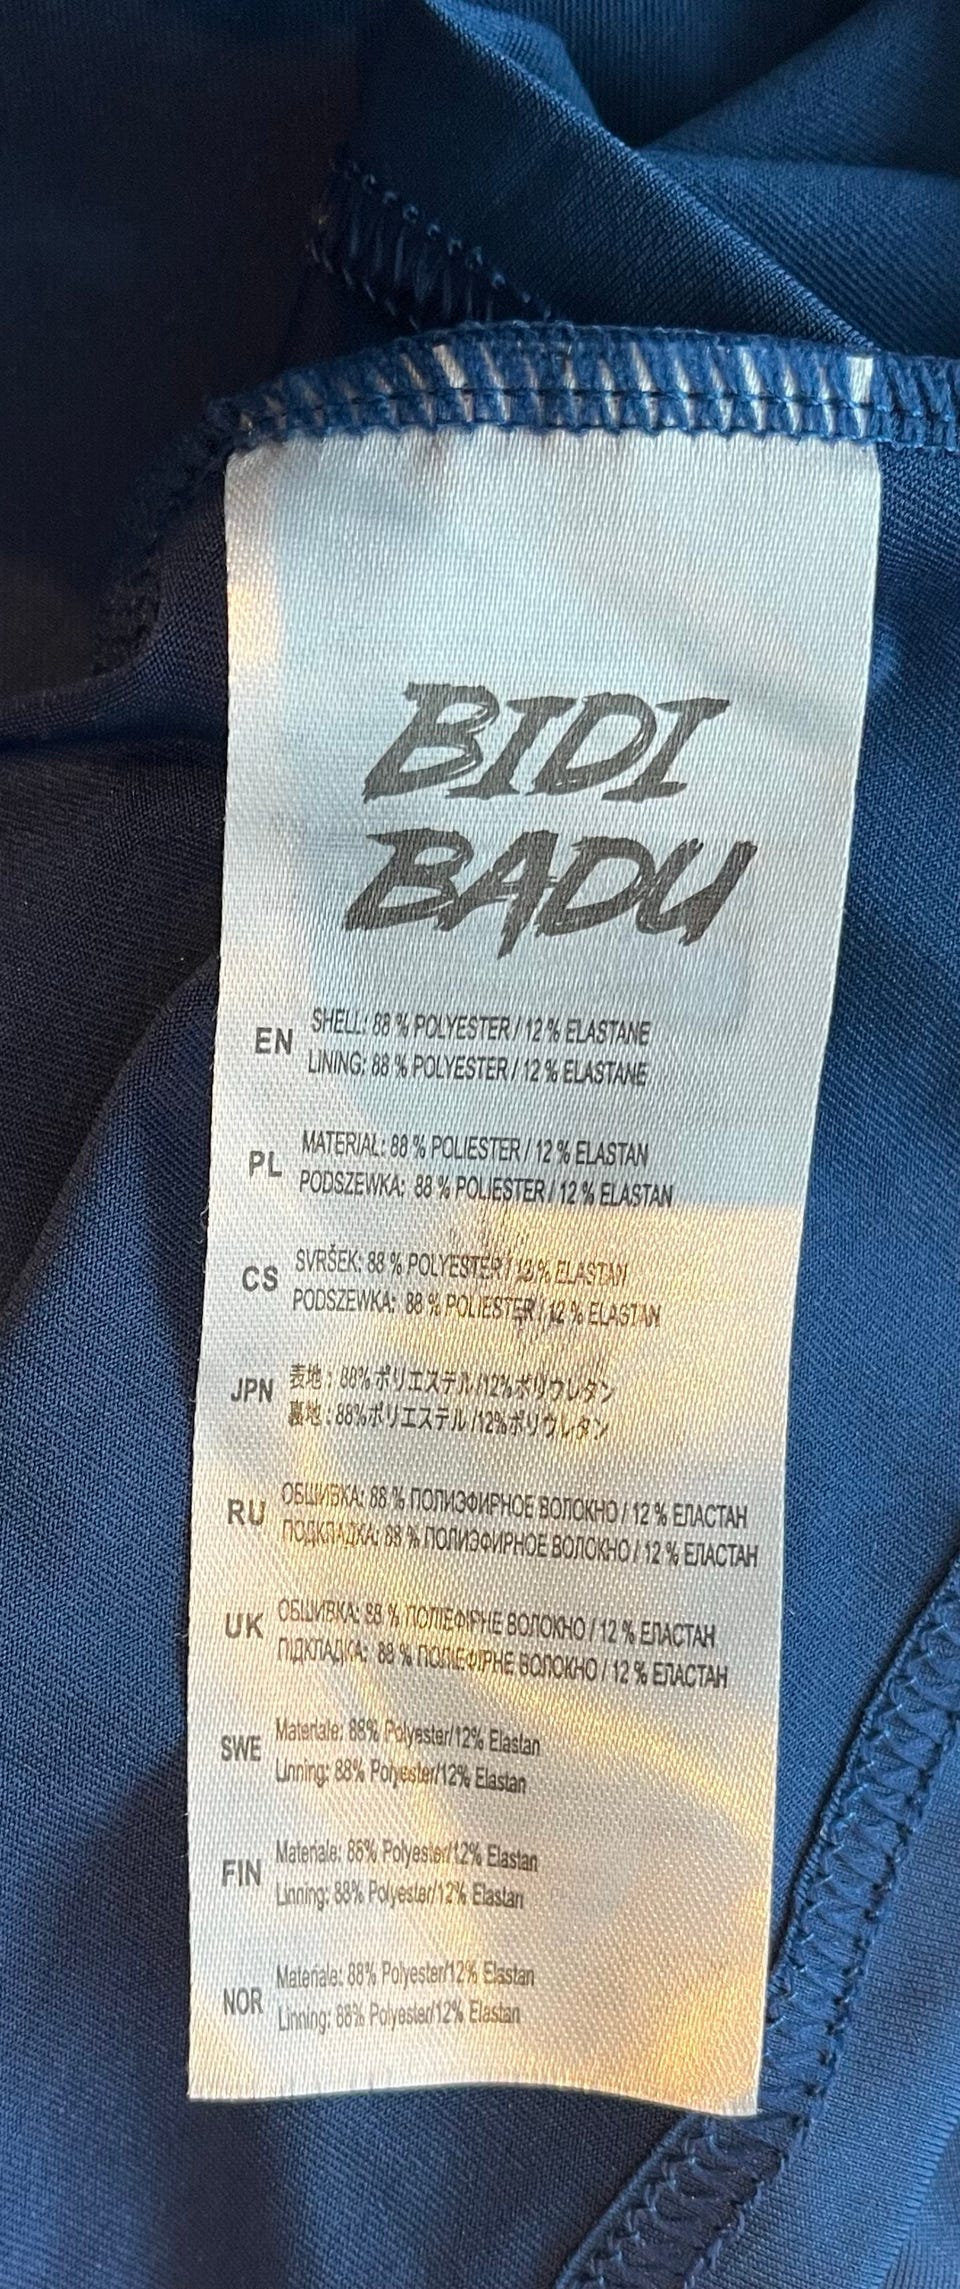 BIDI
BADU
EN
SHELL: 88 % POLYESTER / 12 % ELASTANE
LINING: 88 % POLYESTER / 12 % ELASTANE
PL
MATERIAL: 88 % POLIESTER / 12 % ELASTAN
PODSZEWKA: 88 % POLIESTER / 12 % ELASTAN
CS
SVRŠEK: 88 % POLYESTER / 12 % ELASTAN
PODSZEWKA: 88 % POLIESTER / 12 % ELASTAN
JPN
表地 : 88%ポリエステル/12%ポリウレタン
裏地 : 88%ポリエステル/12%ポリウレタン
RU
ОБШИВКА: 88 % ПОЛИЭФИРНОЕ ВОЛОКНО / 12 % ЕЛАСТАН
ПОДКЛАДКА: 88 % ПОЛИЭФИРНОЕ ВОЛОКНО / 12 % ЕЛАСТАН
UK
ОБШИВКА: 88 % ПОЛІЕФІРНЕ ВОЛОКНО / 12 % ЕЛАСТАН
ПІДКЛАДКА: 88 % ПОЛІЕФІРНЕ ВОЛОКНО / 12 % ЕЛАСТАН
SWE
Materiale: 88% Polyester/12% Elastan
Linning: 88% Polyester/12% Elastan
FIN
Materiale: 88% Polyester/12% Elastan
Linning: 88% Polyester/12% Elastan
NOR
Materiale: 88% Polyester/12% Elastan
Linning: 88% Polyester/12% Elastan